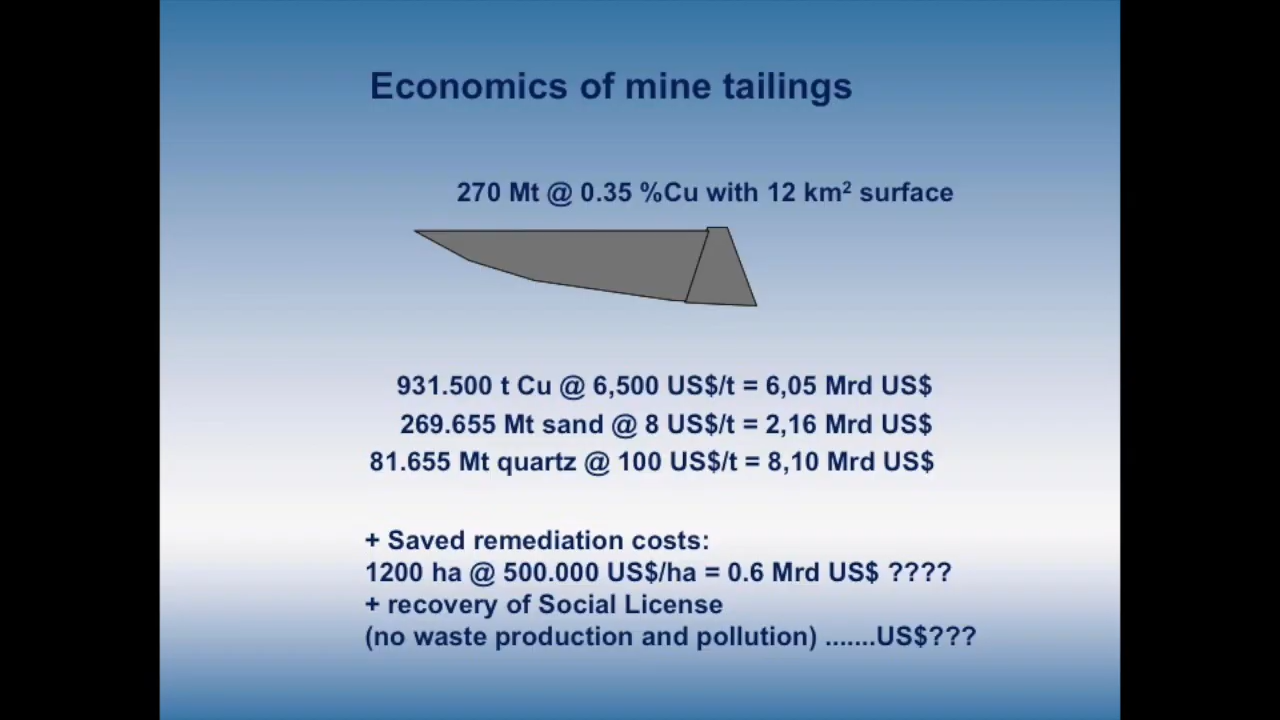 Economics of mine tailings
270 Mt @ 0.35 %Cu with 12 km² surface
931.500 t Cu @ 6,500 US$/t = 6,05 Mrd US$
269.655 Mt sand @ 8 US$/t = 2,16 Mrd US$
81.655 Mt quartz @ 100 US$/t = 8,10 Mrd US$
+ Saved remediation costs:
1200 ha @ 500.000 US$/ha = 0.6 Mrd US$ ????
+ recovery of Social License
(no waste production and pollution) .......US$???